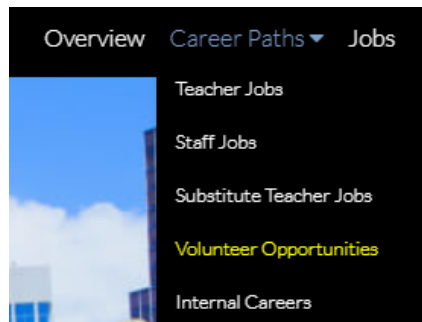 Overview Career Paths Jobs
Teacher Jobs
Staff Jobs
Substitute Teacher Jobs
Volunteer Opportunities
Internal Careers